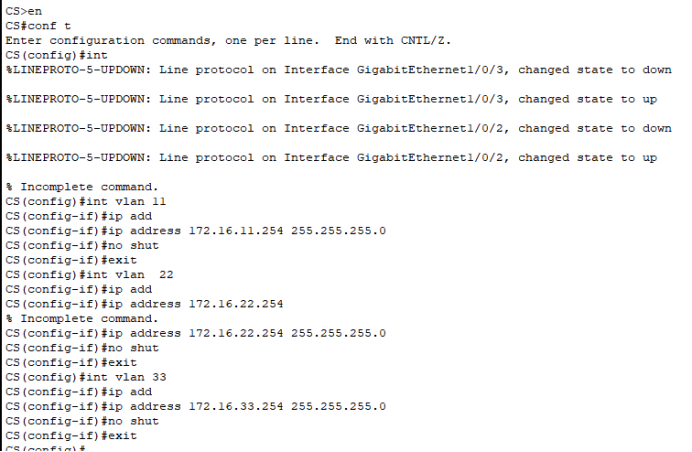 CS>en
CS#conf t
Enter configuration commands, one per line.  End with CNTL/Z.
CS(config)#int
%LINEPROTO-5-UPDOWN: Line protocol on Interface GigabitEthernet1/0/3, changed state to down
%LINEPROTO-5-UPDOWN: Line protocol on Interface GigabitEthernet1/0/3, changed state to up
%LINEPROTO-5-UPDOWN: Line protocol on Interface GigabitEthernet1/0/2, changed state to down
%LINEPROTO-5-UPDOWN: Line protocol on Interface GigabitEthernet1/0/2, changed state to up
% Incomplete command.
CS(config)#int vlan 11
CS(config-if)#ip add
CS(config-if)#ip address 172.16.11.254 255.255.255.0
CS(config-if)#no shut
CS(config-if)#exit
CS(config)#int vlan  22
CS(config-if)#ip add
CS(config-if)#ip address 172.16.22.254
% Incomplete command.
CS(config-if)#ip address 172.16.22.254 255.255.255.0
CS(config-if)#no shut
CS(config-if)#exit
CS(config)#int vlan 33
CS(config-if)#ip add
CS(config-if)#ip address 172.16.33.254 255.255.255.0
CS(config-if)#no shut
CS(config-if)#exit
CS(config)#